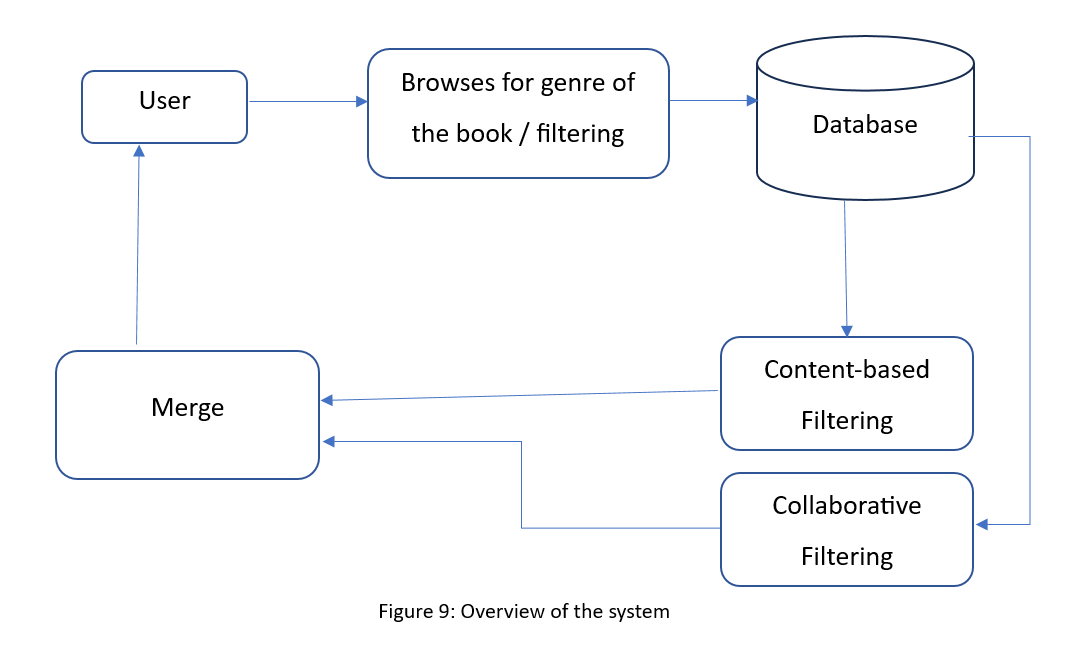 User
Browses for genre of
the book / filtering
Database
Content-based
Filtering
Merge
Collaborative
Filtering
Figure 9: Overview of the system